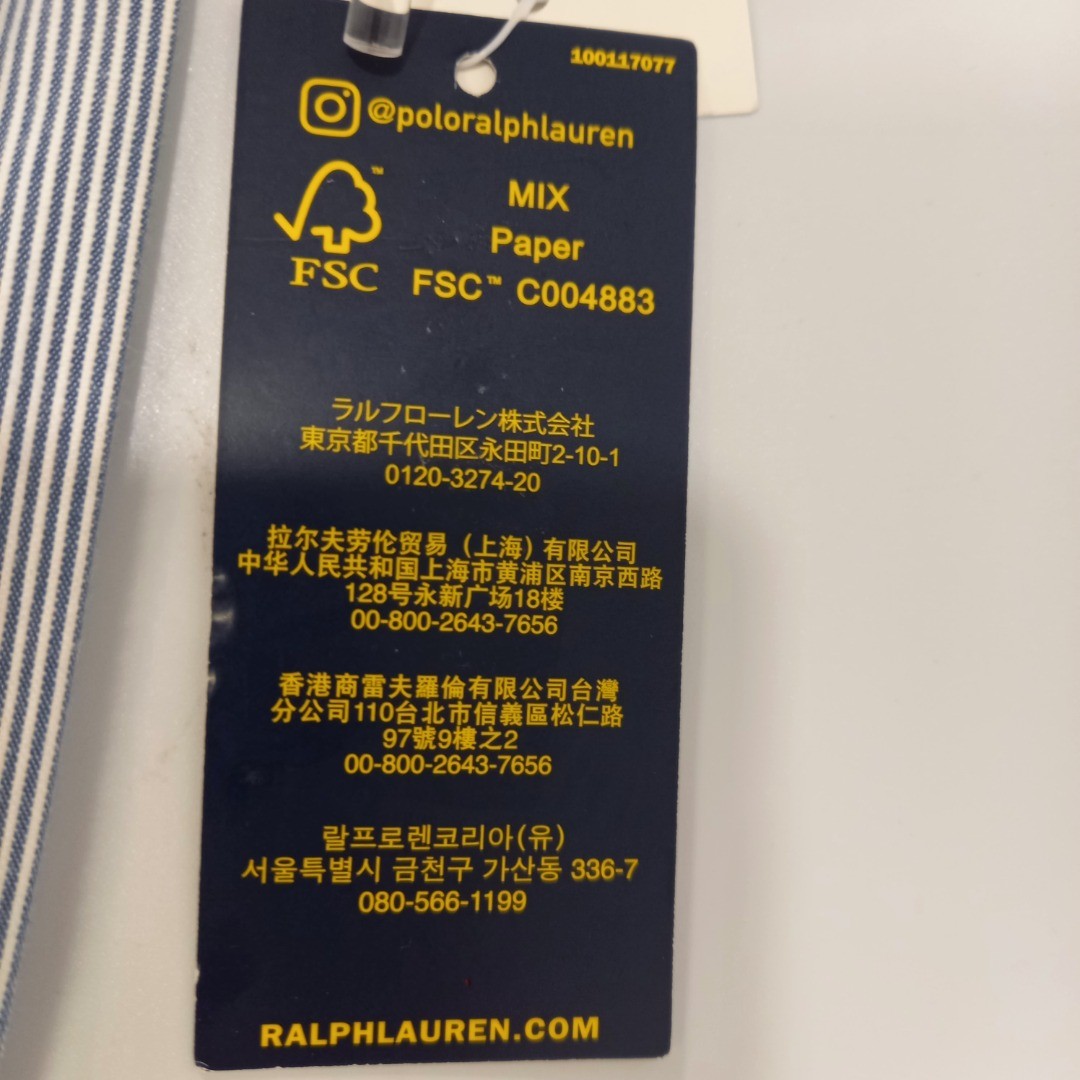 100117077
@poloralphlauren
FSC™
MIX
Paper
FSC™ C004883
ラルフローレン株式会社
東京都千代田区永田町2-10-1
0120-3274-20
拉尔夫劳伦贸易（上海）有限公司
中华人民共和国上海市黄浦区南京西路
128号永新广场18楼
00-800-2643-7656
香港商雷夫羅倫有限公司台灣
分公司110台北市信義區松仁路
97號9樓之2
00-800-2643-7656
랄프로렌코리아(유)
서울특별시 금천구 가산동 336-7
080-566-1199
RALPHLAUREN.COM